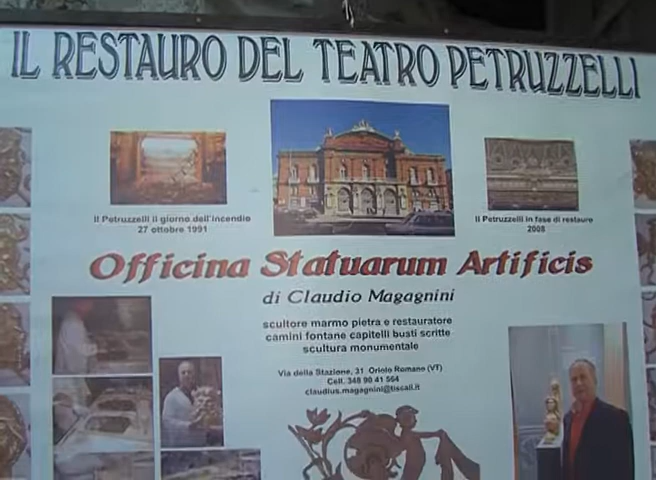 IL RESTAURO DEL TEATRO PETRUZZELLI
IL Petruzzelli il giorno dell'incendio
27 ottobre 1991
IL Petruzzelli in fase di restauro
2008
Officina Statuarum Artificis
di Claudio Magagnini
scultore marmo pietra e restauratore
camini fontane capitelli busti scritte
scultura monumentale
Via della Stazione, 31 Oriolo Romano (VT)
Cell. 348 90 41 564
claudius.magagnini@tiscali.it